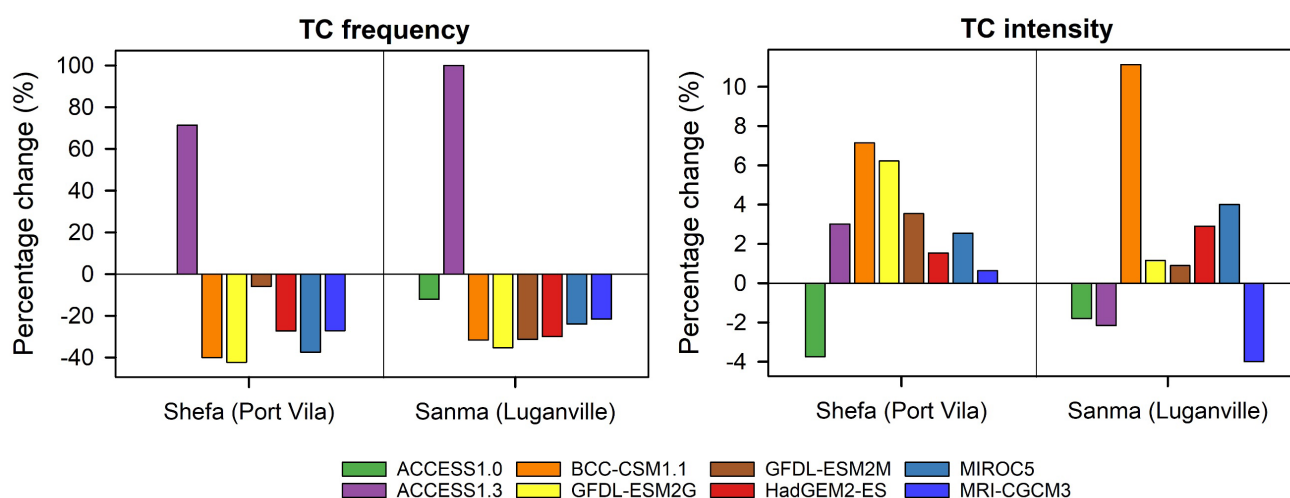 TC frequency
Percentage change (%)
100
80
60
40
20
0
-20
-40
Shefa (Port Vila)
Sanma (Luganville)
TC intensity
Percentage change (%)
10
8
6
4
2
0
-2
-4
Shefa (Port Vila)
Sanma (Luganville)
ACCESS1.0 BCC-CSM1.1 GFDL-ESM2M MIROC5
ACCESS1.3 GFDL-ESM2G HadGEM2-ES MRI-CGCM3